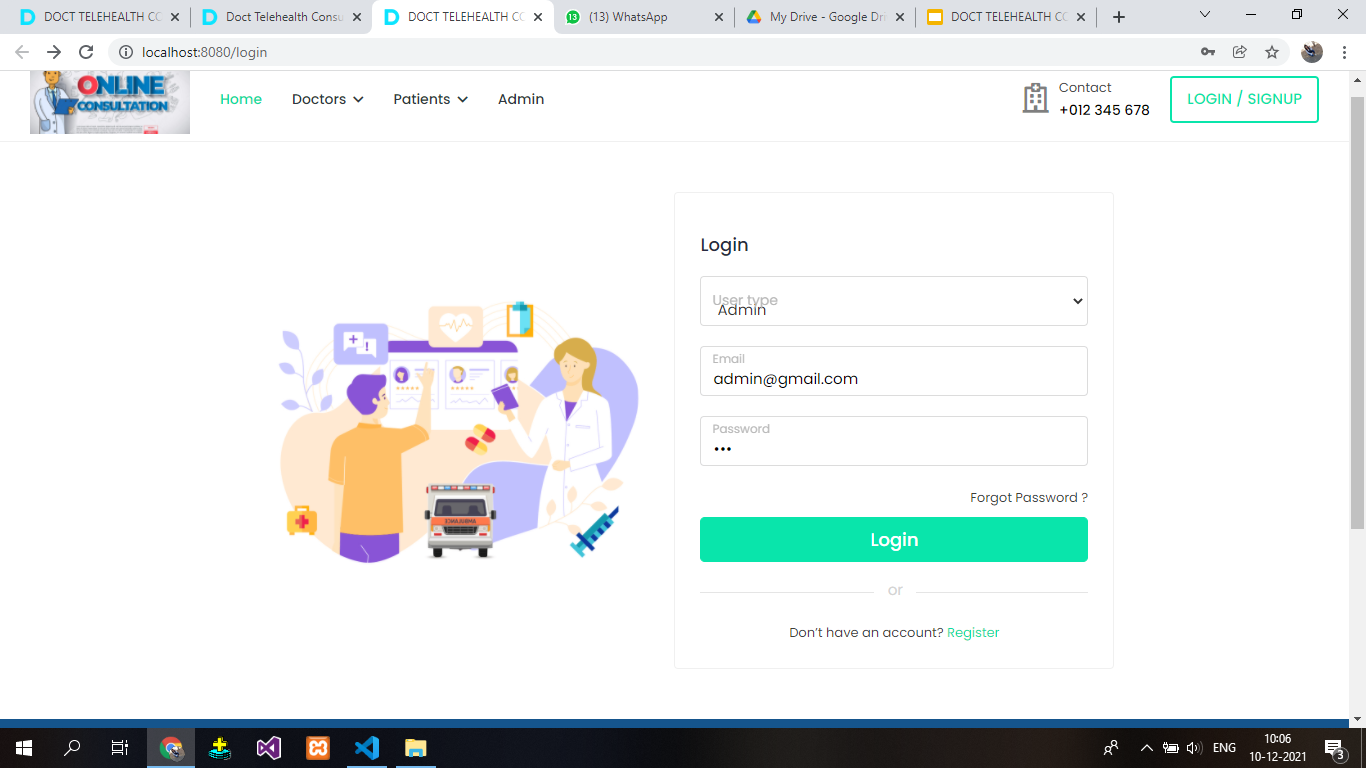 DOCT TELEHEALTH CC
Doct Telehealth Consu
DOCT TELEHEALTH CC
(13) WhatsApp
My Drive - Google Dri
DOCT TELEHEALTH CC
localhost:8080/login
ONLINE
CONSULTATION
Home
Doctors
Patients
Admin
Contact
+012 345 678
LOGIN / SIGNUP
Login
User type
Admin
Email
admin@gmail.com
Password
Forgot Password ?
Login
or
Don't have an account? Register
ENG
10:06
10-12-2021
3